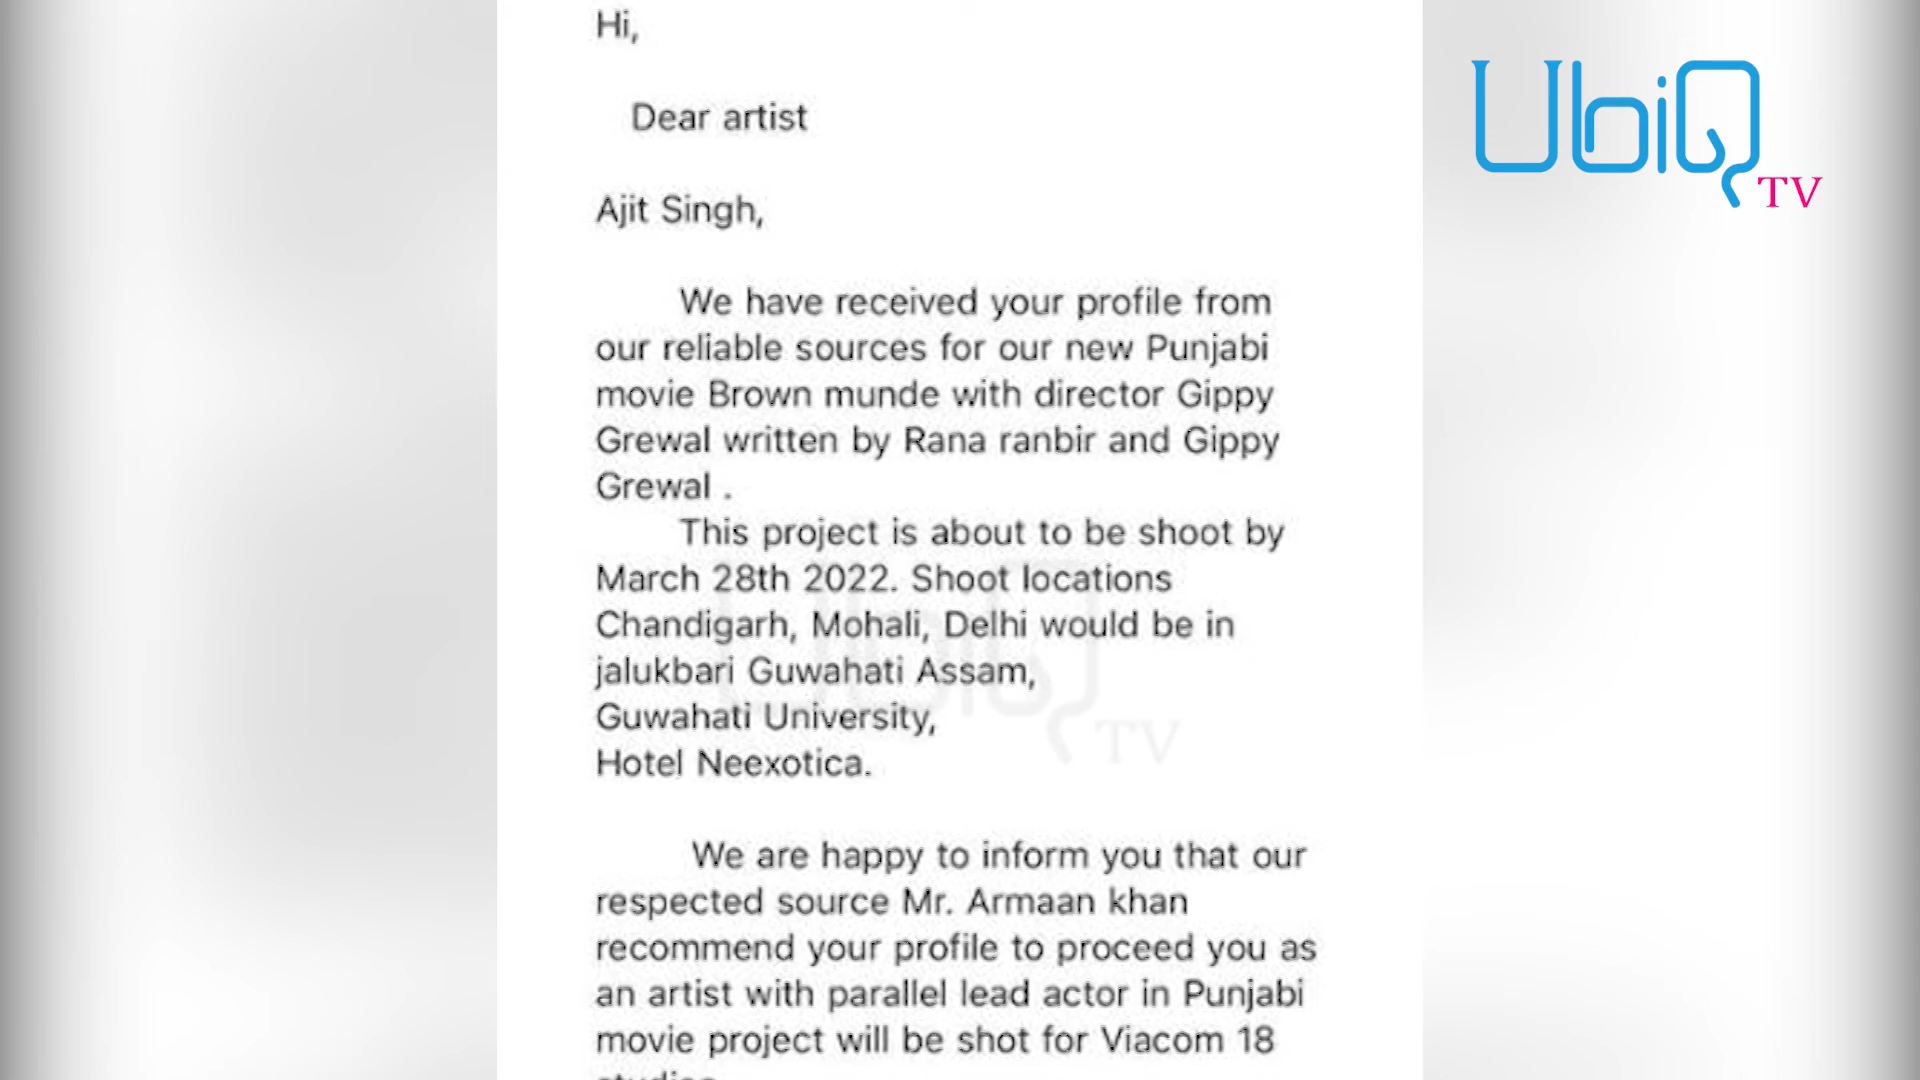 Hi,
Dear artist
Ajit Singh,
We have received your profile from
our reliable sources for our new Punjabi
movie Brown munde with director Gippy
Grewal written by Rana ranbir and Gippy
Grewal .
This project is about to be shoot by
March 28th 2022. Shoot locations
Chandigarh, Mohali, Delhi would be in
jalukbari Guwahati Assam,
Guwahati University,
Hotel Neexotica.
We are happy to inform you that our
respected source Mr. Armaan khan
recommend your profile to proceed you as
an artist with parallel lead actor in Punjabi
movie project will be shot for Viacom 18
UbiQ
TV
UbiQ
TV